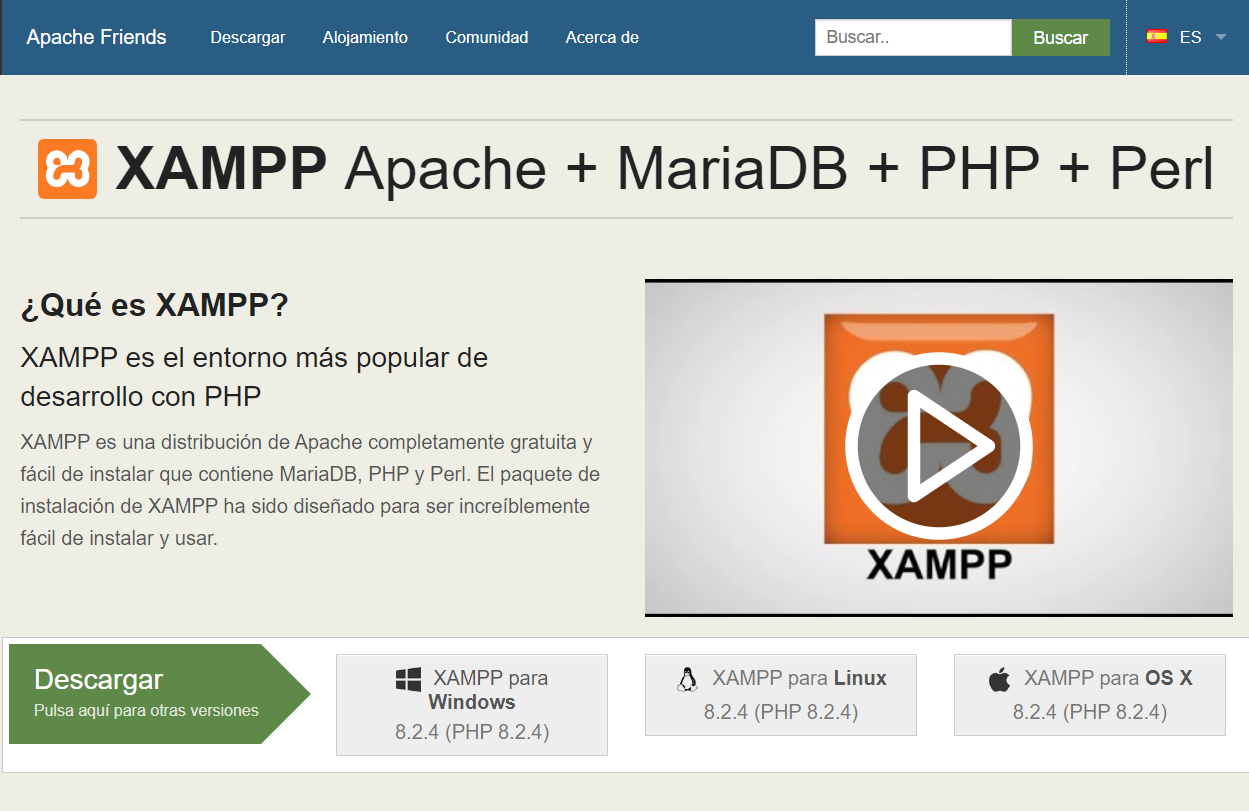 Apache Friends Descargar Alojamiento Comunidad Acerca de Buscar.. Buscar ES
XAMPP Apache + MariaDB + PHP + Perl
¿Qué es XAMPP?
XAMPP es el entorno más popular de
desarrollo con PHP
XAMPP es una distribución de Apache completamente gratuita y
fácil de instalar que contiene MariaDB, PHP y Perl. El paquete de
instalación de XAMPP ha sido diseñado para ser increíblemente
fácil de instalar y usar.
XAMPP
Descargar
Pulsa aquí para otras versiones
XAMPP para
Windows
8.2.4 (PHP 8.2.4)
XAMPP para Linux
8.2.4 (PHP 8.2.4)
XAMPP para OS X
8.2.4 (PHP 8.2.4)